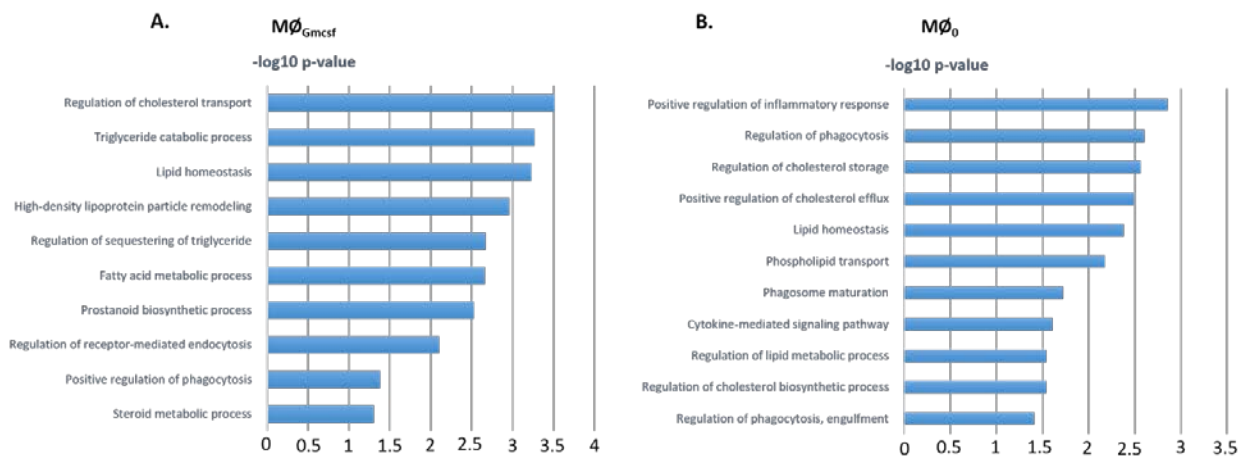 A.
MØGmcsf
-log10 p-value
Regulation of cholesterol transport
Triglyceride catabolic process
Lipid homeostasis
High-density lipoprotein particle remodeling
Regulation of sequestering of triglyceride
Fatty acid metabolic process
Prostanoid biosynthetic process
Regulation of receptor-mediated endocytosis
Positive regulation of phagocytosis
Steroid metabolic process
0 0.5 1 1.5 2 2.5 3 3.5 4
B.
MØ0
-log10 p-value
Positive regulation of inflammatory response
Regulation of phagocytosis
Regulation of cholesterol storage
Positive regulation of cholesterol efflux
Lipid homeostasis
Phospholipid transport
Phagosome maturation
Cytokine-mediated signaling pathway
Regulation of lipid metabolic process
Regulation of cholesterol biosynthetic process
Regulation of phagocytosis, engulfment
0 0.5 1 1.5 2 2.5 3 3.5